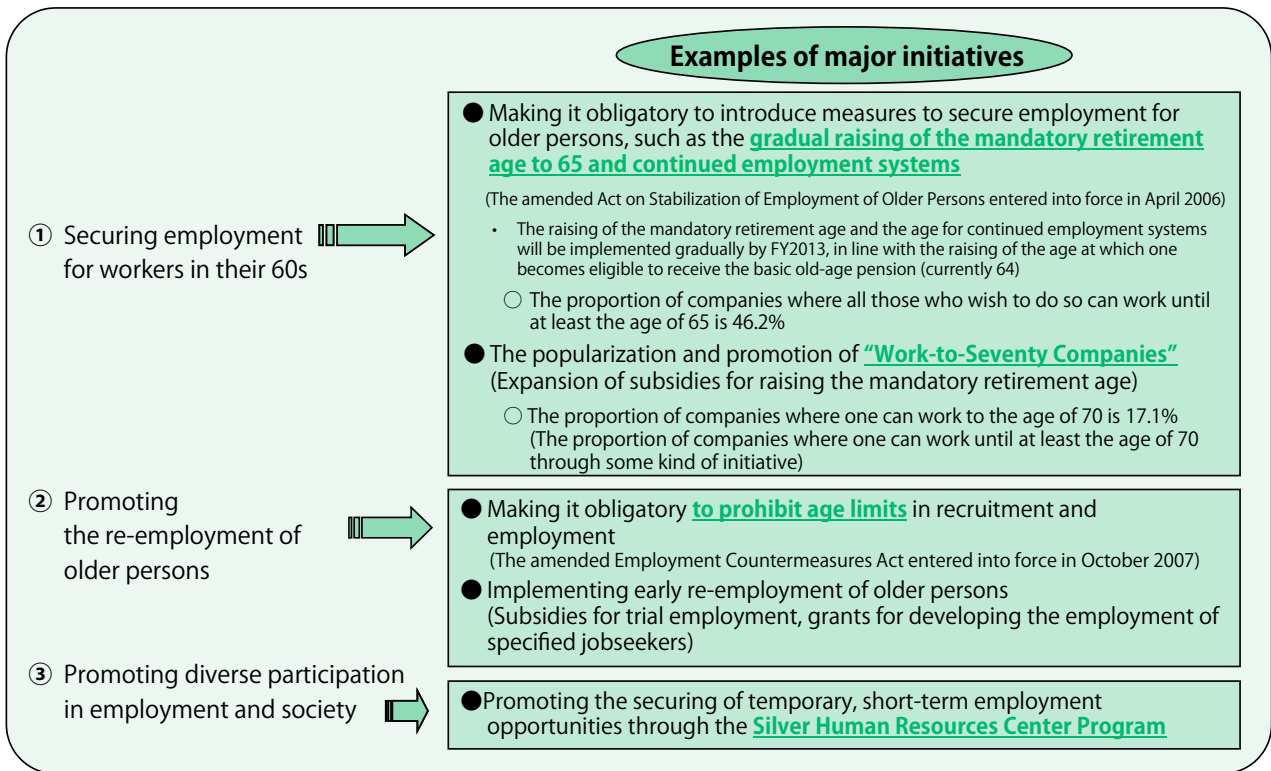 Examples of major initiatives
① Securing employment
for workers in their 60s
● Making it obligatory to introduce measures to secure employment for
older persons, such as the gradual raising of the mandatory retirement
age to 65 and continued employment systems
(The amended Act on Stabilization of Employment of Older Persons entered into force in April 2006)
・ The raising of the mandatory retirement age and the age for continued employment systems
will be implemented gradually by FY2013, in line with the raising of the age at which one
becomes eligible to receive the basic old-age pension (currently 64)
○ The proportion of companies where all those who wish to do so can work until
at least the age of 65 is 46.2%
● The popularization and promotion of “Work-to-Seventy Companies”
(Expansion of subsidies for raising the mandatory retirement age)
○ The proportion of companies where one can work to the age of 70 is 17.1%
(The proportion of companies where one can work until at least the age of 70
through some kind of initiative)
② Promoting
the re-employment of
older persons
● Making it obligatory to prohibit age limits in recruitment and
employment
(The amended Employment Countermeasures Act entered into force in October 2007)
● Implementing early re-employment of older persons
(Subsidies for trial employment, grants for developing the employment of
specified jobseekers)
③ Promoting diverse participation
in employment and society
●Promoting the securing of temporary, short-term employment
opportunities through the Silver Human Resources Center Program